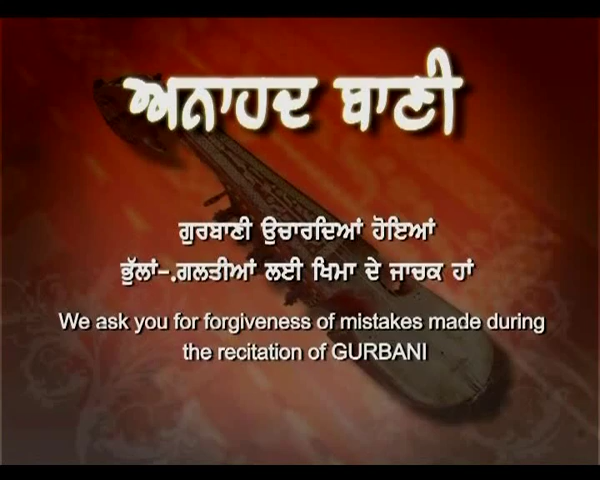 ਅਨਾਹਦ ਬਾਣੀ
ਗੁਰਬਾਣੀ ਉਚਾਰਦਿਆਂ ਹੋਇਆਂ
ਭੁੱਲਾਂ-.ਗਲਤੀਆਂ ਲਈ ਖਿਮਾ ਦੇ ਜਾਚਕ ਹਾਂ
We ask you for forgiveness of mistakes made during
the recitation of GURBANI